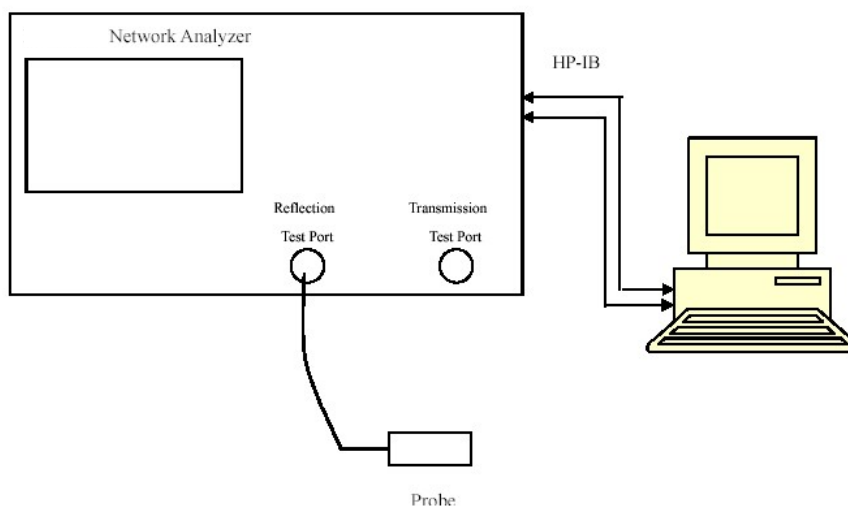 Network Analyzer
HP-IB
Reflection
Test Port
Transmission
Test Port
Probe